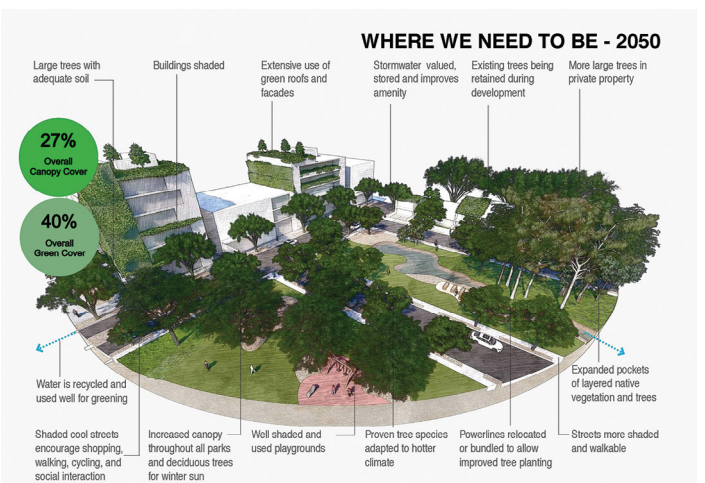 WHERE WE NEED TO BE - 2050
Large trees with
adequate soil
Buildings shaded
Extensive use of
green roofs and
facades
Stormwater valued,
stored and improves
amenity
Existing trees being
retained during
development
More large trees in
private property
27%
Overall
Canopy Cover
40%
Overall
Green Cover
Water is recycled and
used well for greening
Expanded pockets
of layered native
vegetation and trees
Shaded cool streets
encourage shopping,
walking, cycling, and
social interaction
Increased canopy
throughout all parks
and deciduous trees
for winter sun
Well shaded and
used playgrounds
Proven tree species
adapted to hotter
climate
Powerlines relocated
or bundled to allow
improved tree planting
Streets more shaded
and walkable